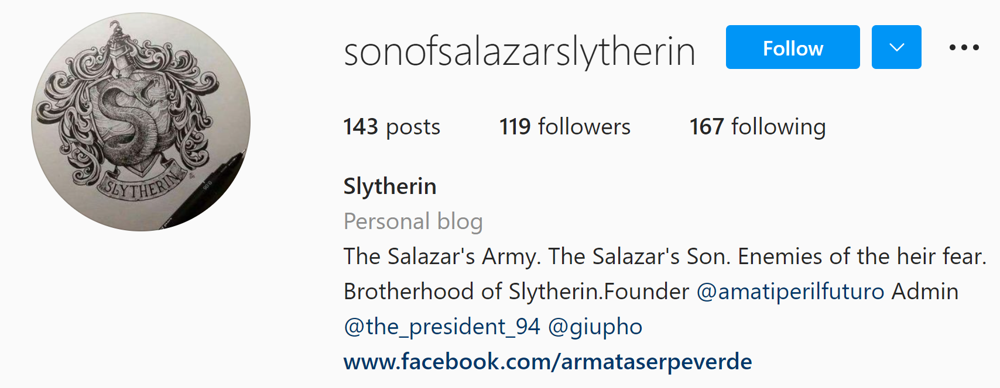 sonofsalazarslytherin Follow
143 posts 119 followers 167 following
Slytherin
Personal blog
The Salazar's Army. The Salazar's Son. Enemies of the heir fear.
Brotherhood of Slytherin.Founder @amatiperilfuturo Admin
@the_president_94 @giupho
www.facebook.com/armataserpeverde
SLYTHERIN